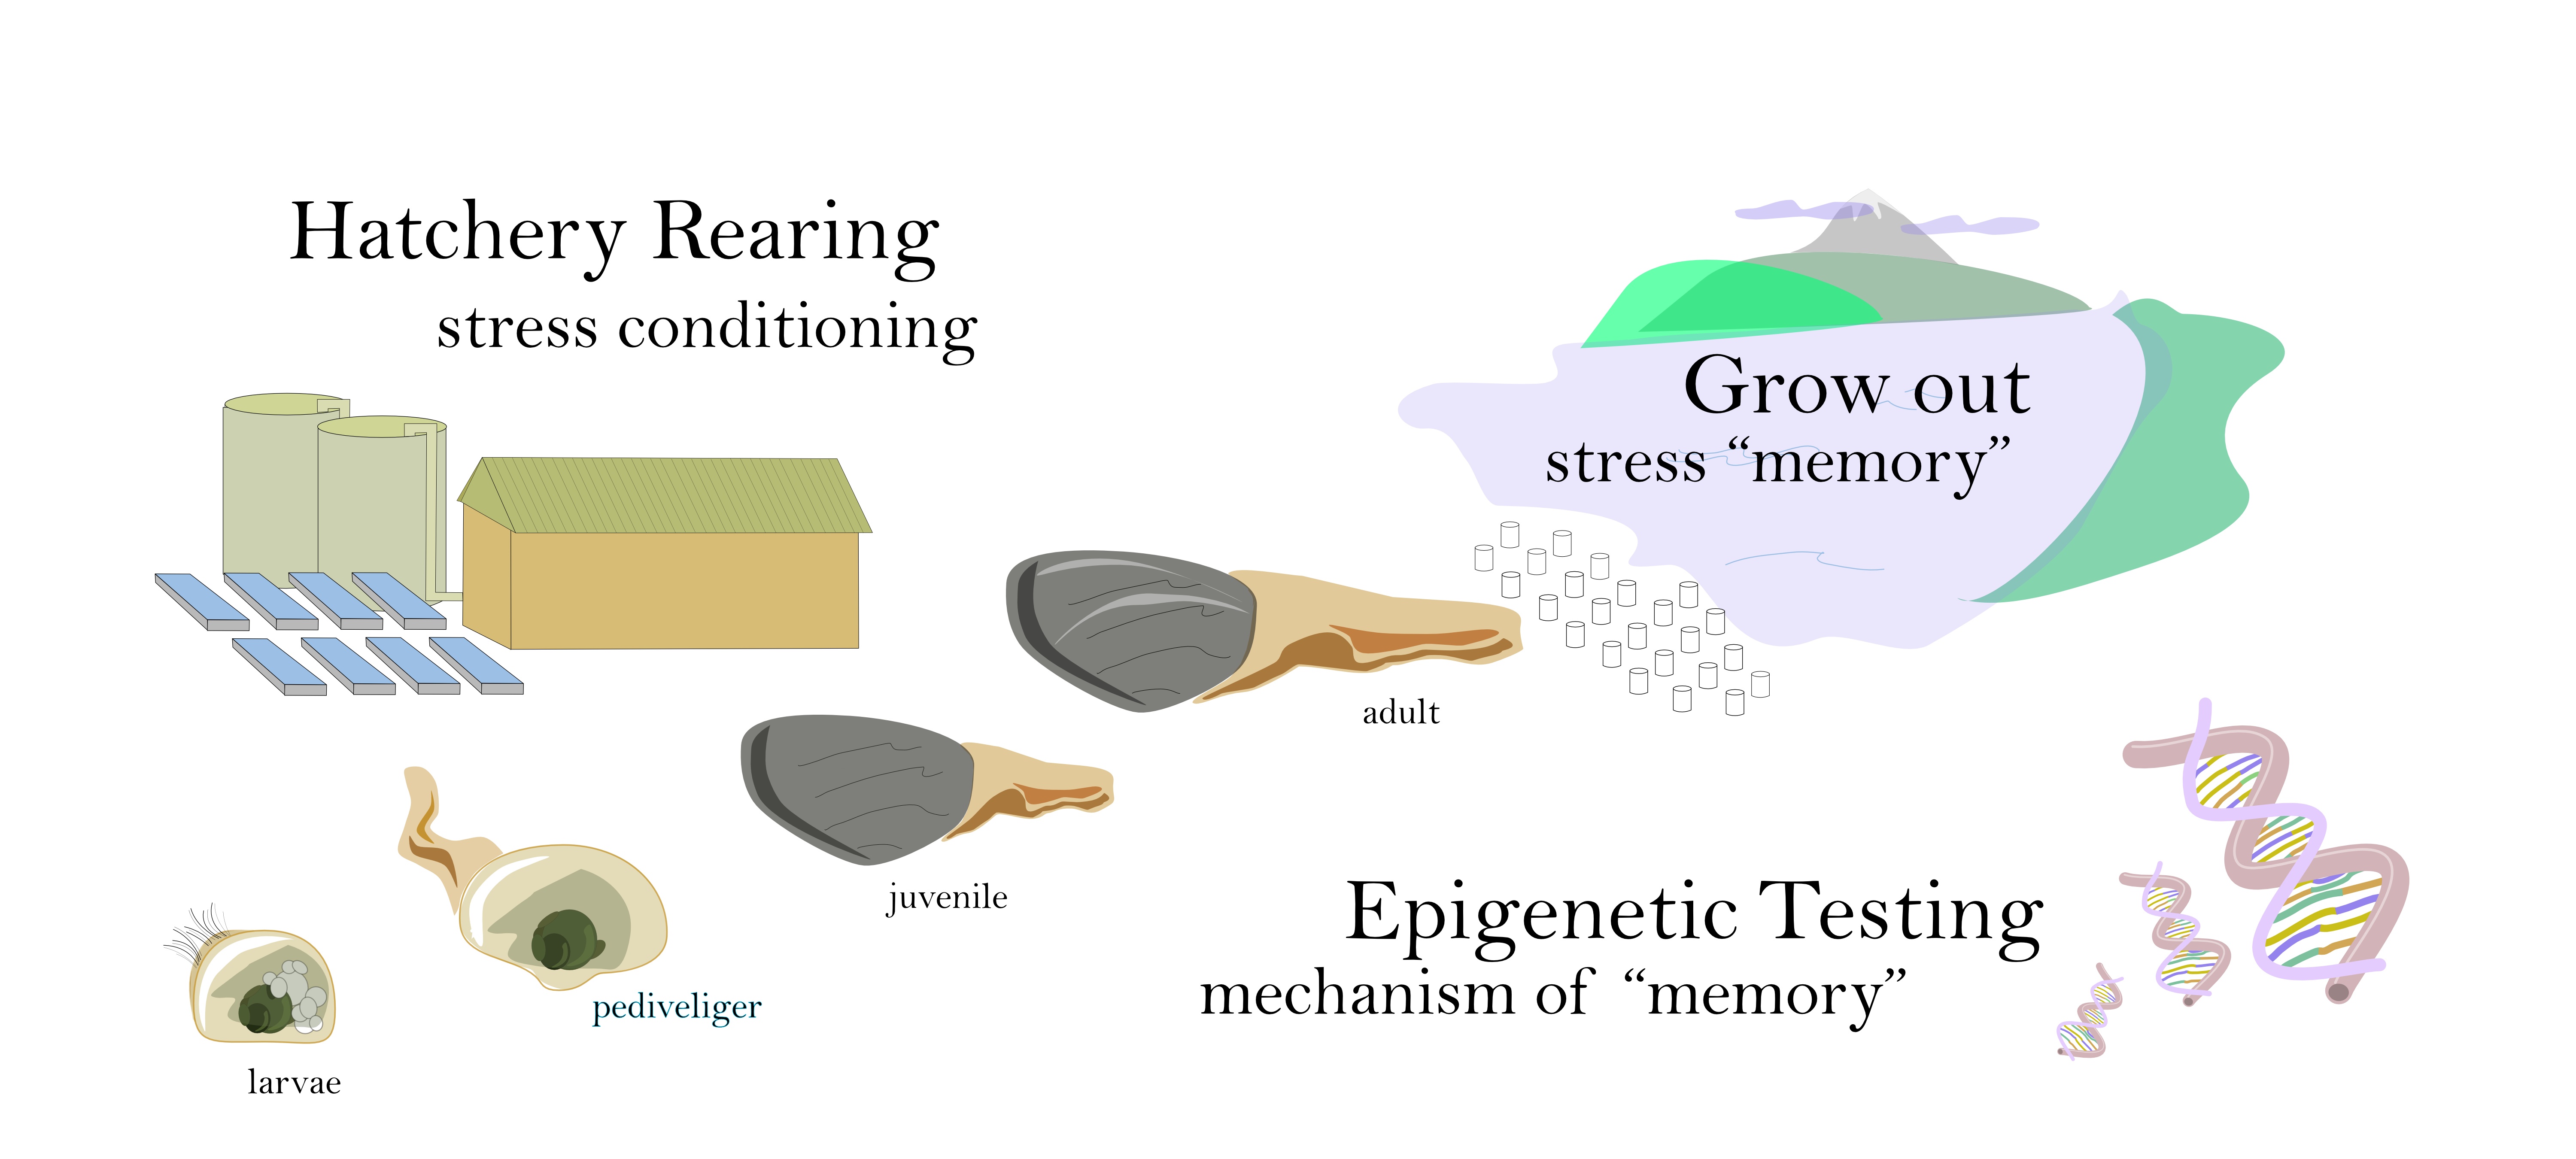 Hatchery Rearing
stress conditioning
Grow out
stress “memory”
adult
juvenile
pediveliger
larvae
Epigenetic Testing
mechanism of “memory”